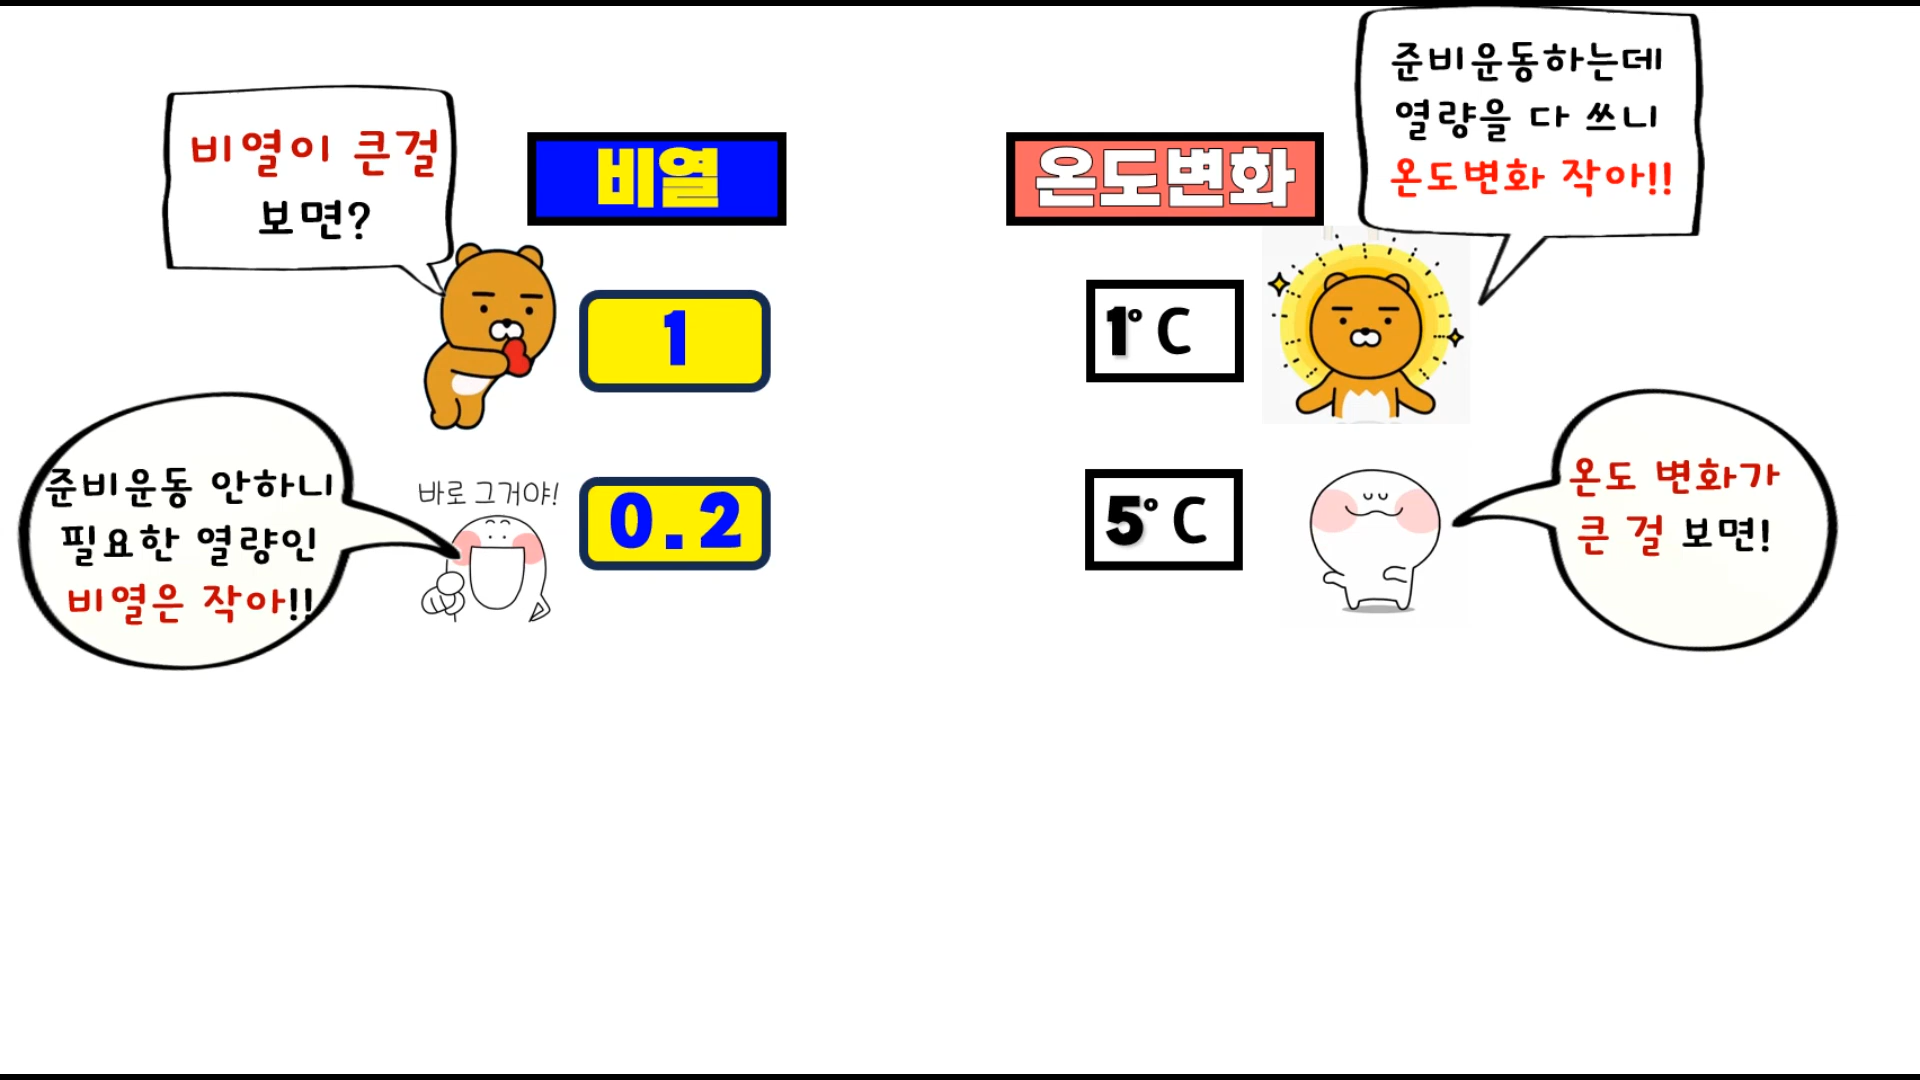 비열이 큰걸
보면?
비열
온도변화
준비운동하는데
열량을 다 쓰니
온도변화 작아!!
1
1°C
준비운동 안하니
필요한 열량인
비열은 작아!!
바로 그거야!
0.2
5°C
온도 변화가
큰 걸 보면!